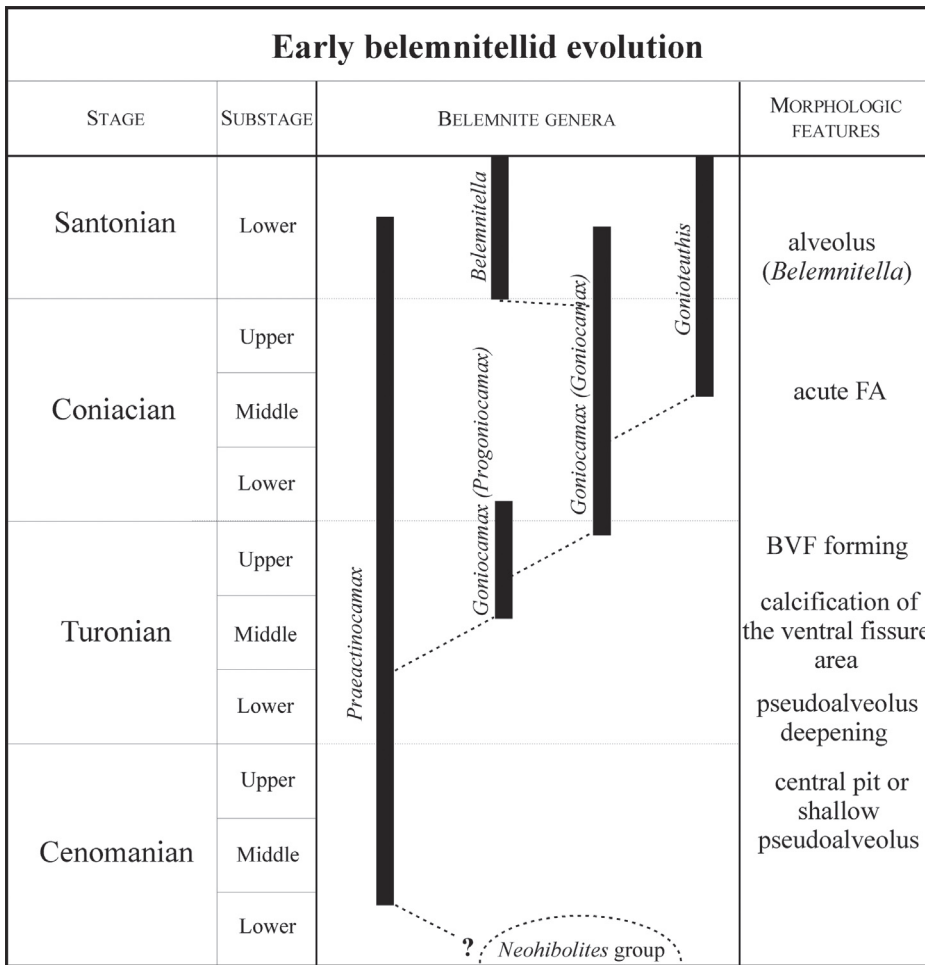 Early belemnitellid evolution
STAGE
SUBSTAGE
BELEMNITE GENERA
MORPHOLOGIC
FEATURES
Santonian
Lower
Belemnitella
Gonioteuthis
alveolus
(Belemnitella)
Coniacian
Upper
Middle
Lower
Goniocamax (Progoniocamax)
Goniocamax (Goniocamax)
acute FA
Turonian
Upper
Middle
Lower
Praeactinocamax
BVF forming
calcification of
the ventral fissure
area
pseudoalveolus
deepening
Cenomanian
Upper
Middle
Lower
central pit or
shallow
pseudoalveolus
? Neohibolites group